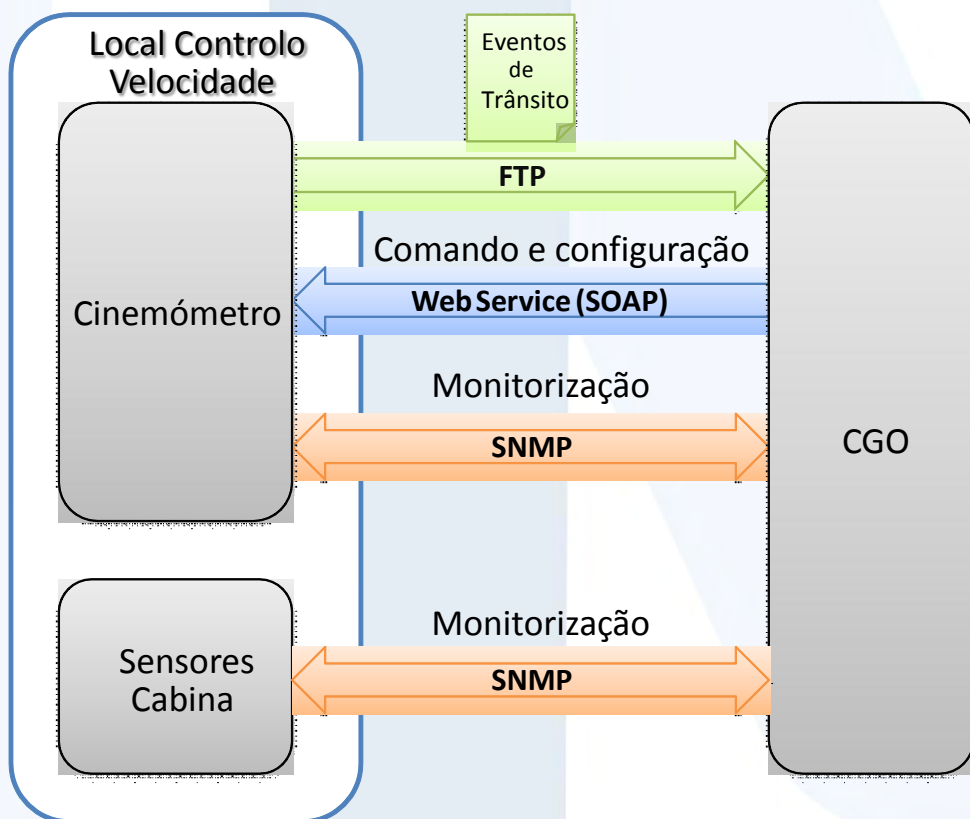 Local Controlo
Velocidade
Eventos
de
Trânsito
FTP
Comando e configuração
Web Service (SOAP)
Cinemómetro
Monitorização
SNMP
CGO
Monitorização
Sensores
Cabina
SNMP